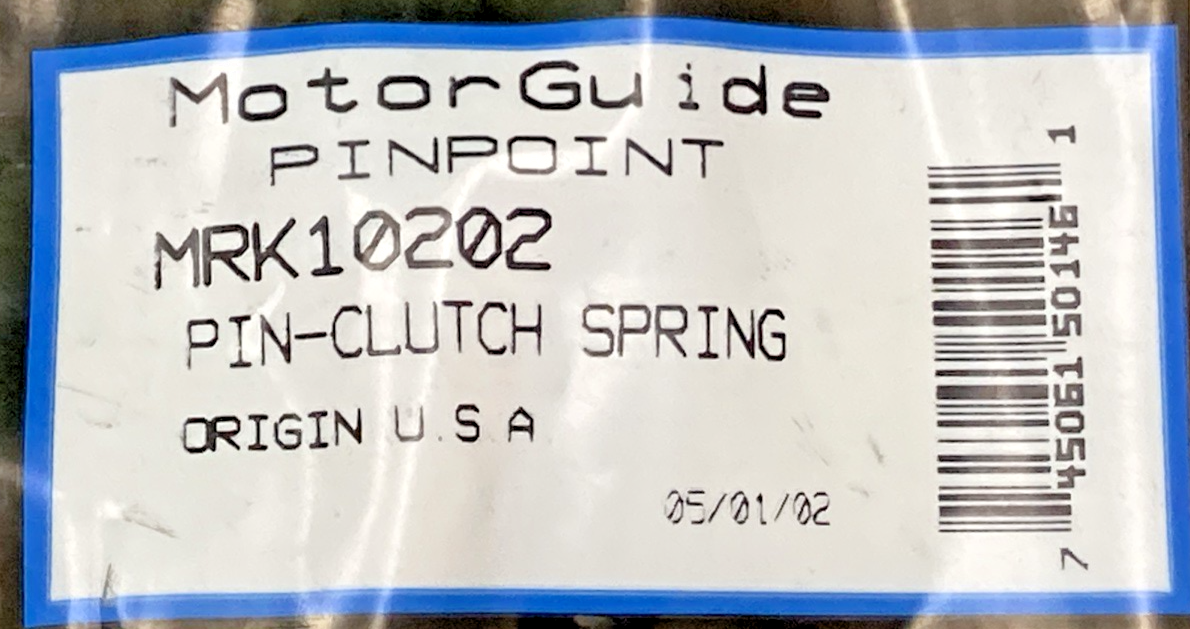 MotorGuide
PINPOINT
MRK10202
PIN-CLUTCH SPRING
ORIGIN U.S.A
05/01/02
7 45061 50146 1